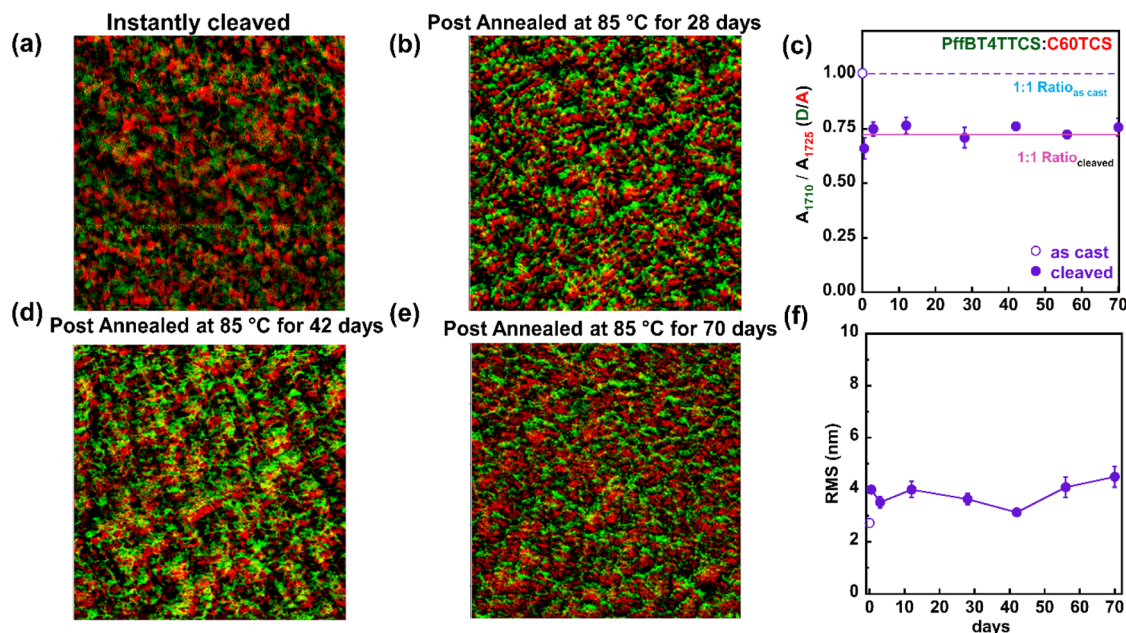 Instantly cleaved
(a)
Post Annealed at 85 °C for 28 days
(b)
(c)
PffBT4TTCS:C60TCS
1:1 Ratio as cast
1:1 Ratio cleaved
as cast
cleaved
A1710 / A1725 (D/A)
1.00
0.75
0.50
0.25
0.00
0 10 20 30 40 50 60 70
(d)
Post Annealed at 85 °C for 42 days
(e)
Post Annealed at 85 °C for 70 days
(f)
RMS (nm)
10
8
6
4
2
0
0 10 20 30 40 50 60 70
days